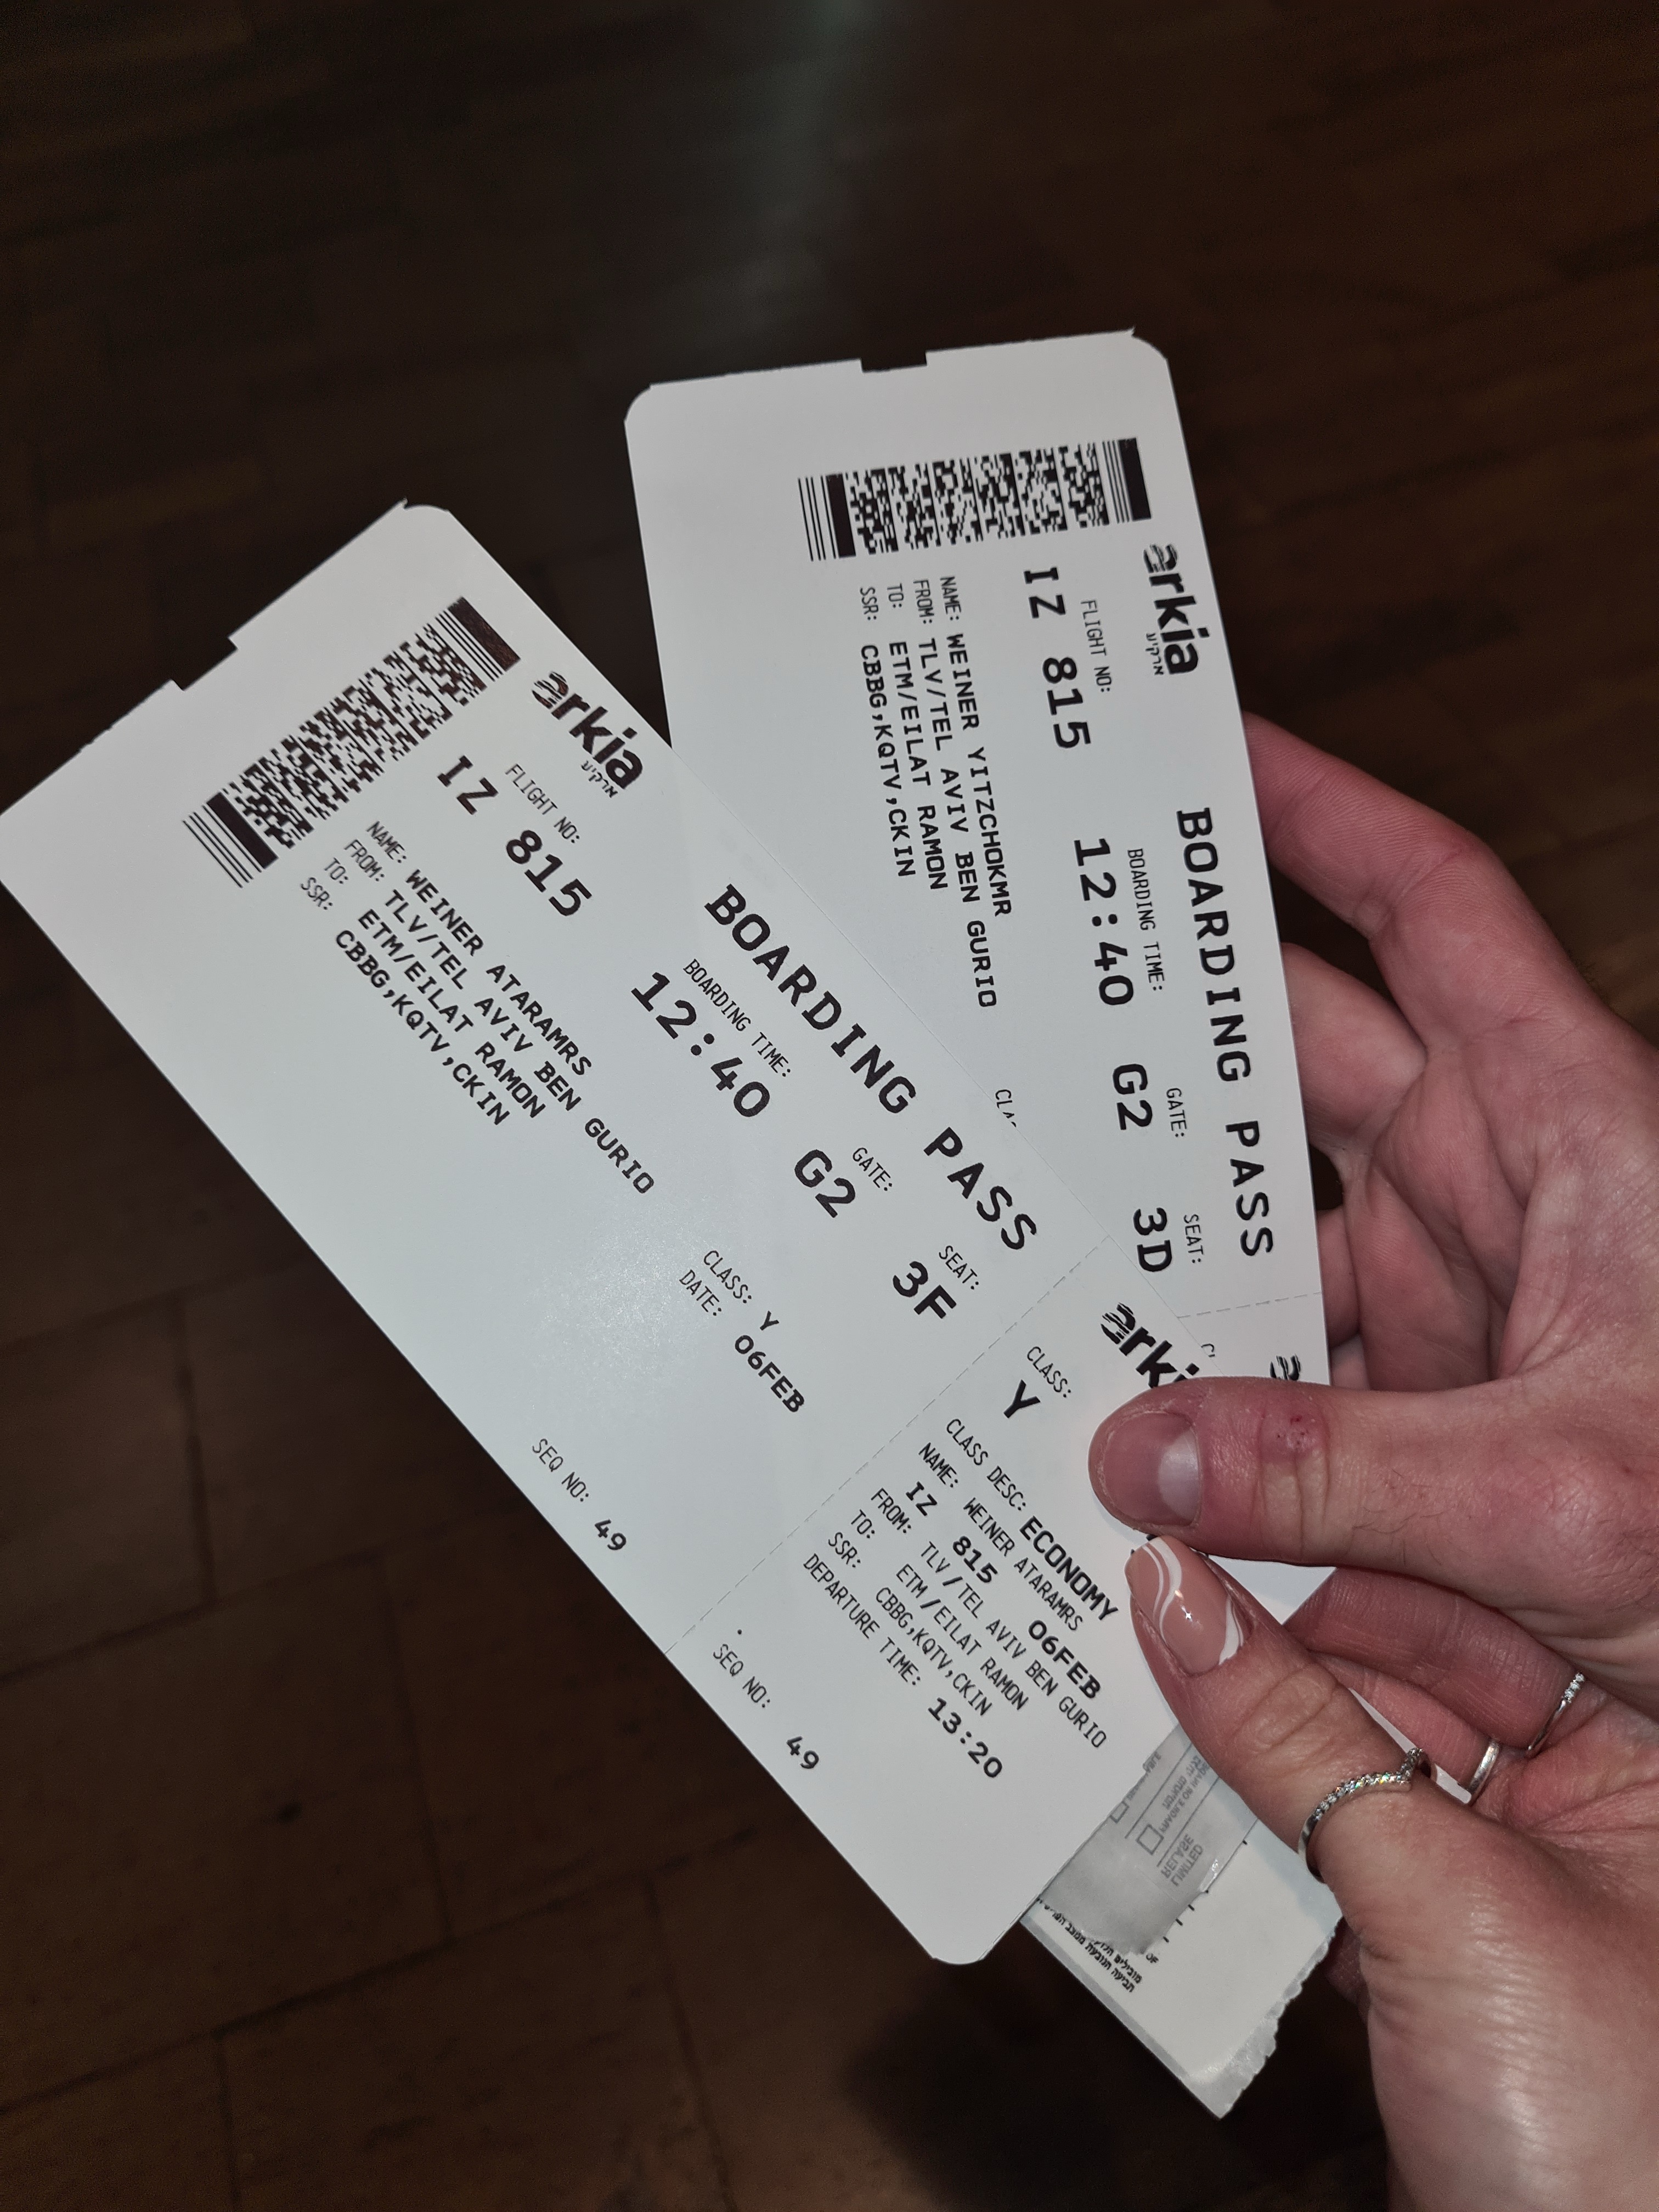 arkia
ארקיע
BOARDING PASS
FLIGHT NO:
BOARDING TIME:
GATE:
SEAT:
IZ 815
12:40
G2
3F
NAME: WEINER ATARAMRS
FROM: TLV/TEL AVIV BEN GURIO
TO: ETM/EILAT RAMON
SSR: CBBG,KQTV,CKIN
CLASS: Y
DATE: 06FEB
SEQ NO: 49
CLASS:
Y
CLASS DESC: ECONOMY
NAME: WEINER ATARAMRS
IZ 815 06FEB
FROM: TLV/TEL AVIV BEN GURIO
TO: ETM/EILAT RAMON
SSR: CBBG,KQTV,CKIN
DEPARTURE TIME: 13:20
SEQ NO: 49
arkia
ארקיע
BOARDING PASS
FLIGHT NO:
BOARDING TIME:
GATE:
SEAT:
IZ 815
12:40
G2
3D
NAME: WEINER YITZCHOKMR
FROM: TLV/TEL AVIV BEN GURIO
TO: ETM/EILAT RAMON
SSR: CBBG,KQTV,CKIN
LIMITED
RELEASE